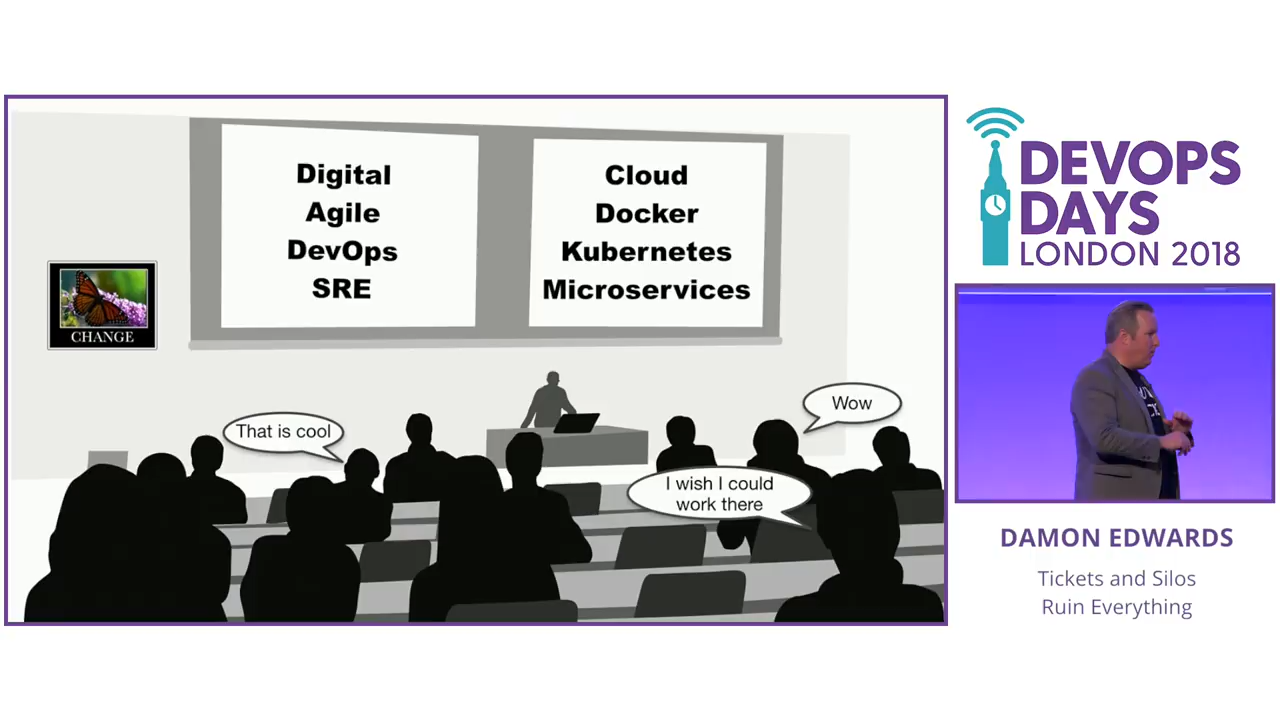 Digital
Agile
DevOps
SRE
Cloud
Docker
Kubernetes
Microservices
CHANGE
That is cool
Wow
I wish I could
work there
DEVOPS
DAYS
LONDON 2018
DAMON EDWARDS
Tickets and Silos
Ruin Everything